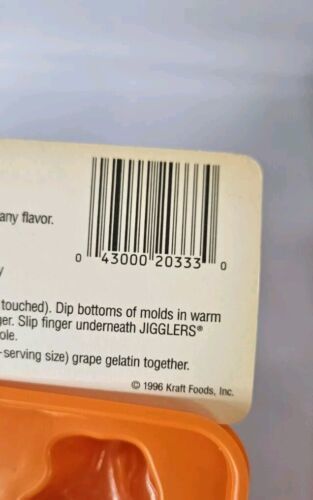 any flavor.
0 43000 20333 0
touched). Dip bottoms of molds in warm
ger. Slip finger underneath JIGGLERS®
ole.
-serving size) grape gelatin together.
© 1996 Kraft Foods, Inc.